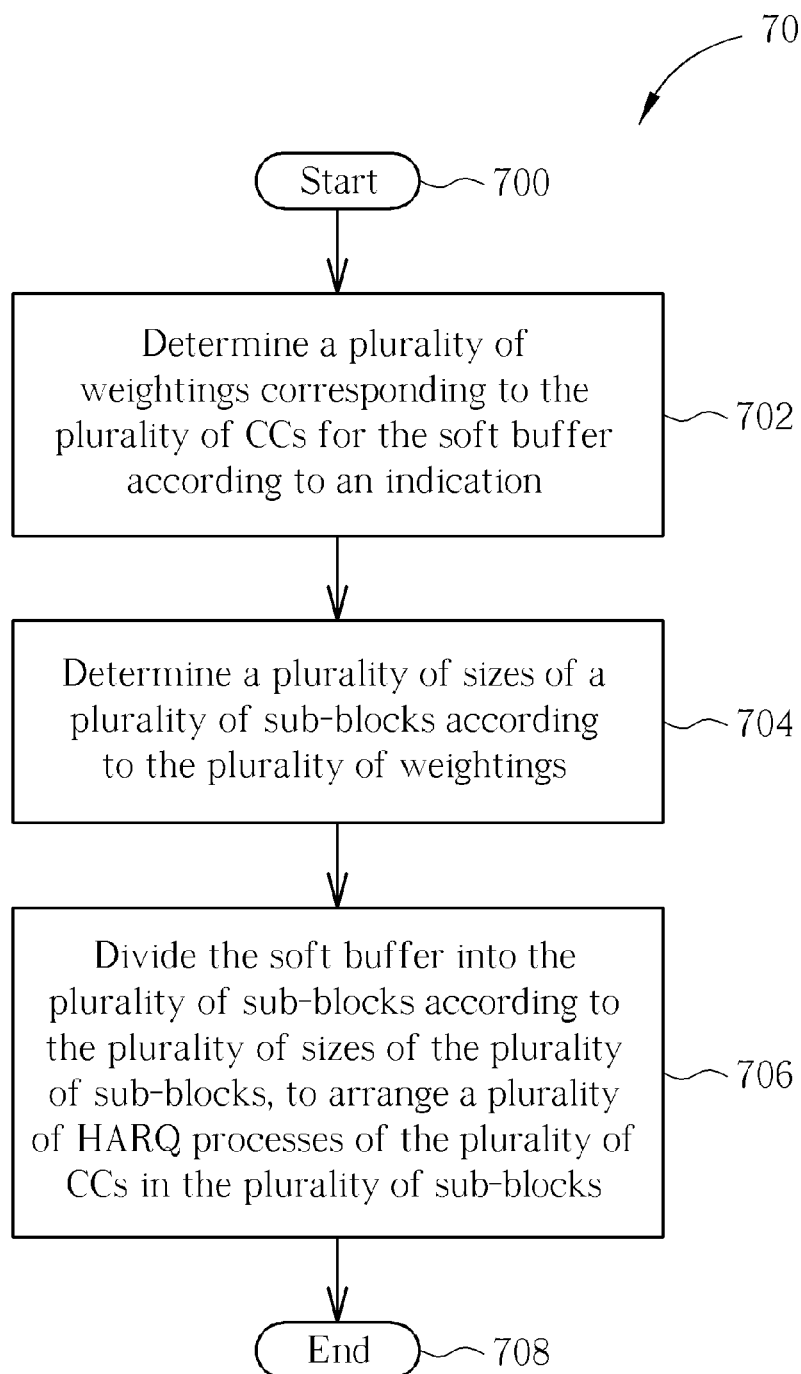 70
Start
700
Determine a plurality of
weightings corresponding to the
plurality of CCs for the soft buffer
according to an indication
702
Determine a plurality of sizes of a
plurality of sub-blocks according
to the plurality of weightings
704
Divide the soft buffer into the
plurality of sub-blocks according to
the plurality of sizes of the plurality
of sub-blocks, to arrange a plurality
of HARQ processes of the plurality of
CCs in the plurality of sub-blocks
706
End
708